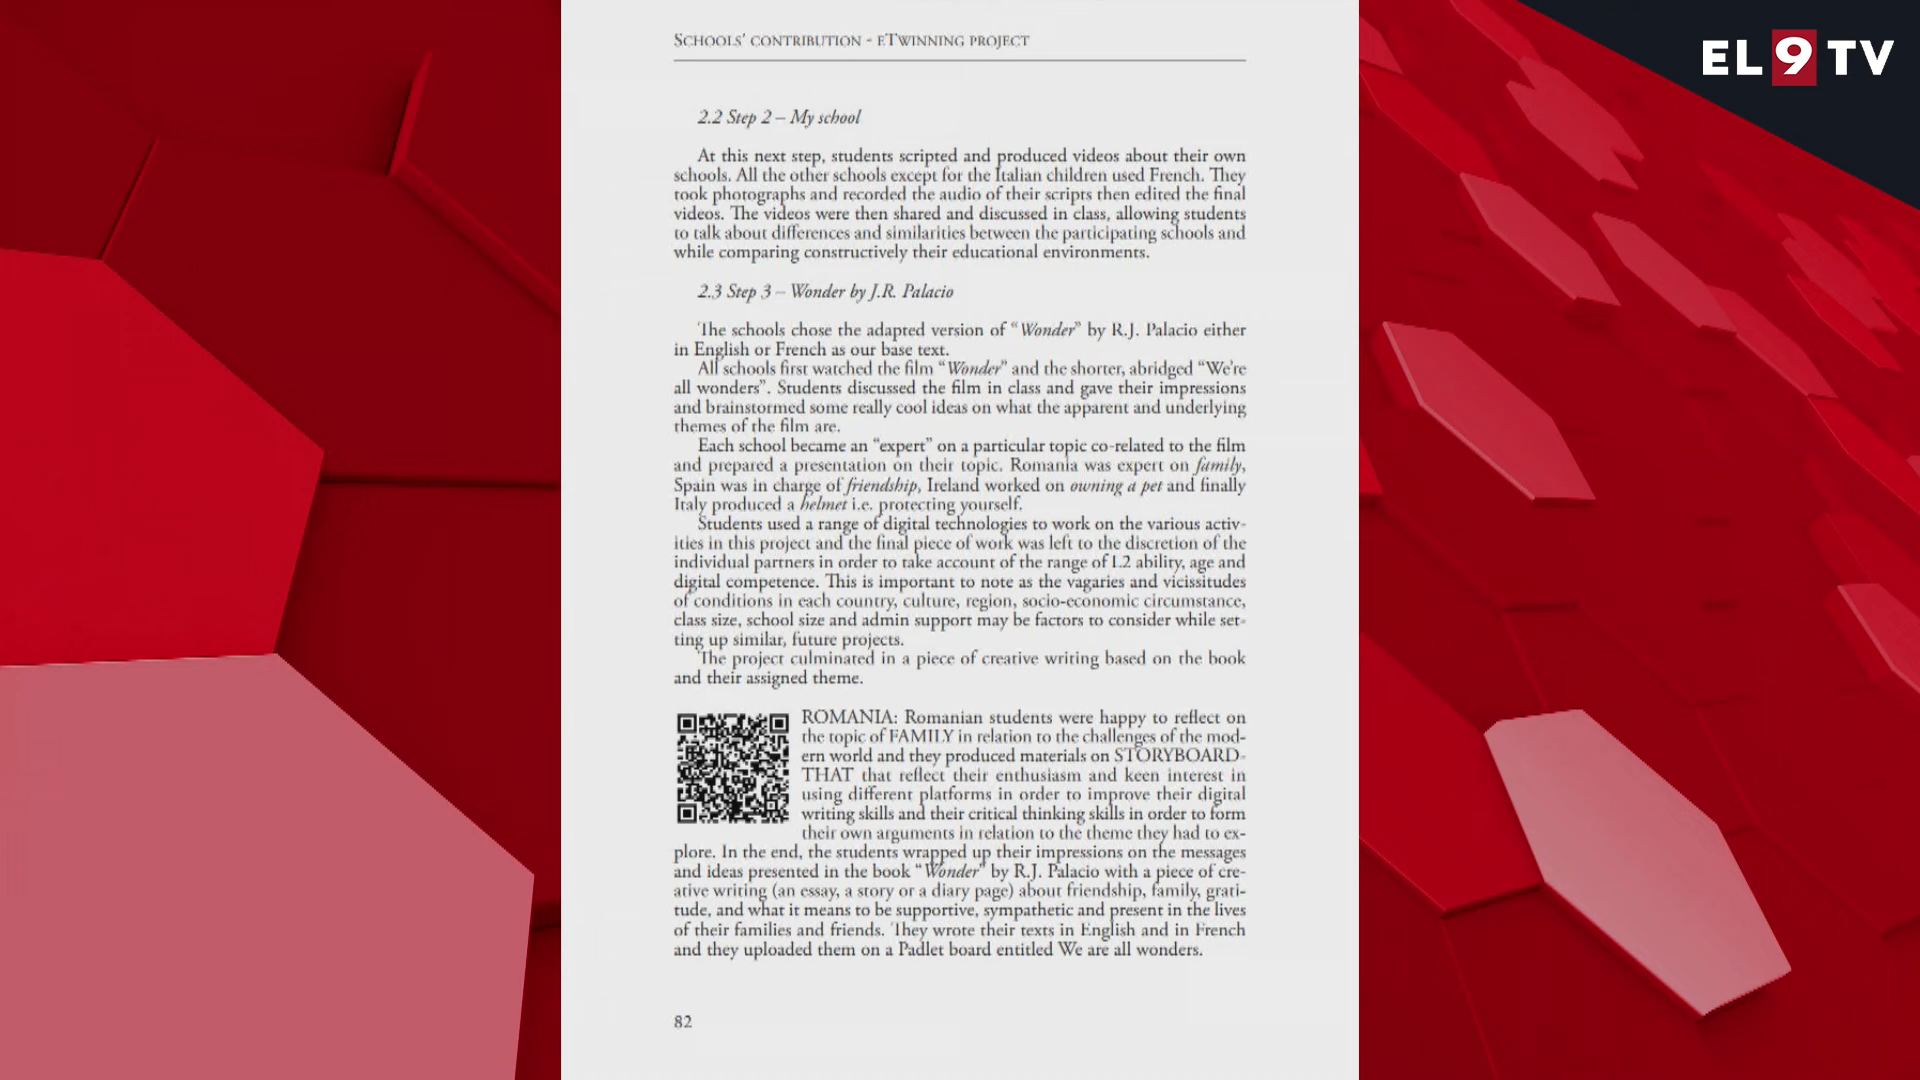 EL 9 TV
SCHOOLS' CONTRIBUTION - ETWINNING PROJECT
2.2 Step 2 – My school
At this next step, students scripted and produced videos about their own
schools. All the other schools except for the Italian children used French. They
took photographs and recorded the audio of their scripts then edited the final
videos. The videos were then shared and discussed in class, allowing students
to talk about differences and similarities between the participating schools and
while comparing constructively their educational environments.
2.3 Step 3 – Wonder by J.R. Palacio
The schools chose the adapted version of “Wonder” by R.J. Palacio either
in English or French as our base text.
All schools first watched the film “Wonder” and the shorter, abridged “We’re
all wonders”. Students discussed the film in class and gave their impressions
and brainstormed some really cool ideas on what the apparent and underlying
themes of the film are.
Each school became an “expert” on a particular topic co-related to the film
and prepared a presentation on their topic. Romania was expert on family,
Spain was in charge of friendship, Ireland worked on owning a pet and finally
Italy produced a helmet i.e. protecting yourself.
Students used a range of digital technologies to work on the various activ-
ities in this project and the final piece of work was left to the discretion of the
individual partners in order to take account of the range of L2 ability, age and
digital competence. This is important to note as the vagaries and vicissitudes
of conditions in each country, culture, region, socio-economic circumstance,
class size, school size and admin support may be factors to consider while set-
ting up similar, future projects.
The project culminated in a piece of creative writing based on the book
and their assigned theme.
ROMANIA: Romanian students were happy to reflect on
the topic of FAMILY in relation to the challenges of the mod-
ern world and they produced materials on STORYBOARD-
THAT that reflect their enthusiasm and keen interest in
using different platforms in order to improve their digital
writing skills and their critical thinking skills in order to form
their own arguments in relation to the theme they had to ex-
plore. In the end, the students wrapped up their impressions on the messages
and ideas presented in the book “Wonder” by R.J. Palacio with a piece of cre-
ative writing (an essay, a story or a diary page) about friendship, family, grati-
tude, and what it means to be supportive, sympathetic and present in the lives
of their families and friends. They wrote their texts in English and in French
and they uploaded them on a Padlet board entitled We are all wonders.
82